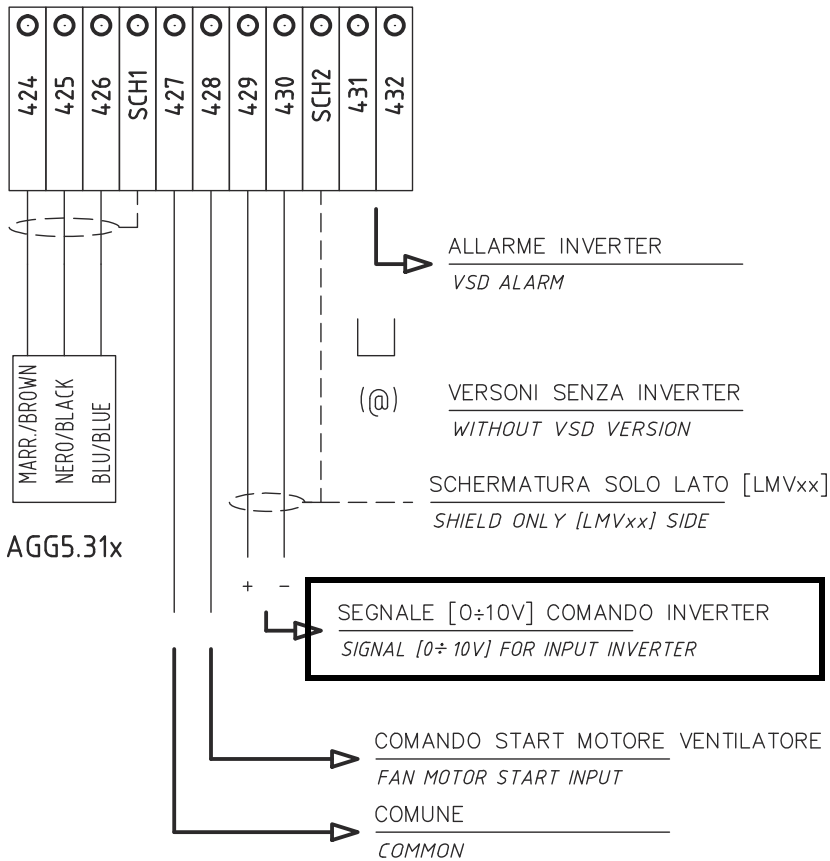 424
425
426
SCH1
427
428
429
430
SCH2
431
432
ALLARME INVERTER
VSD ALARM
MARR./BROWN
NERO/BLACK
BLU/BLUE
(@)
VERSONI SENZA INVERTER
WITHOUT VSD VERSION
SCHERMATURA SOLO LATO [LMVxx]
SHIELD ONLY [LMVxx] SIDE
AGG5.31x
+ −
SEGNALE [0÷10V] COMANDO INVERTER
SIGNAL [0÷10V] FOR INPUT INVERTER
COMANDO START MOTORE VENTILATORE
FAN MOTOR START INPUT
COMUNE
COMMON